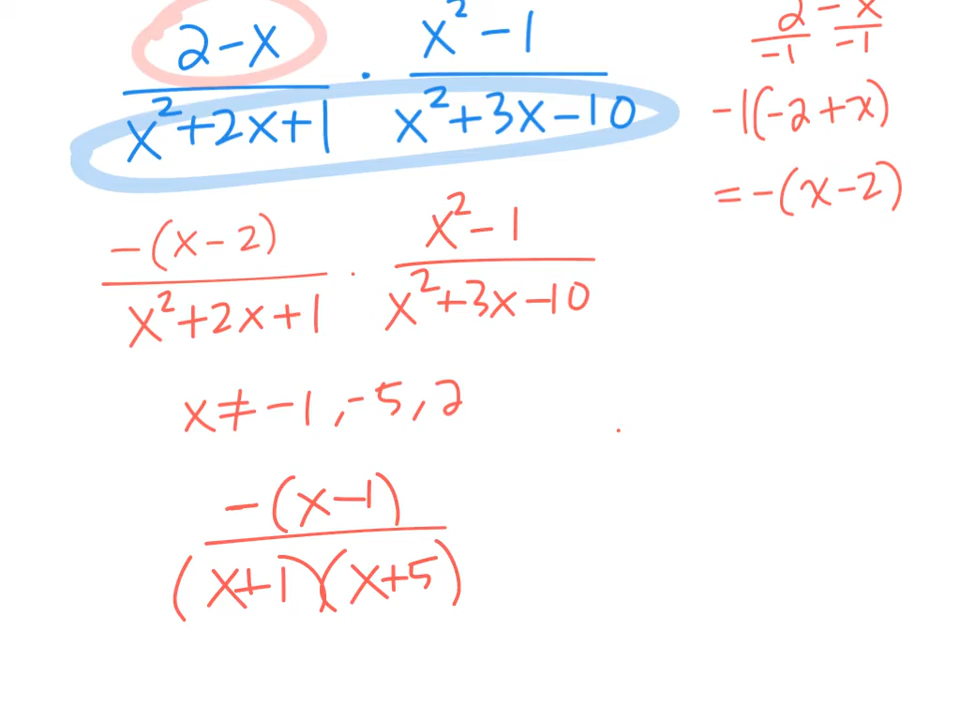 (2-x)/(x²+2x+1) · (x²-1)/(x²+3x-10)
2/-1 - x/-1
-1(-2+x)
= -(x-2)
-(x-2)/(x²+2x+1) · (x²-1)/(x²+3x-10)
x≠-1,-5,2
-(x-1)/((x+1)(x+5))